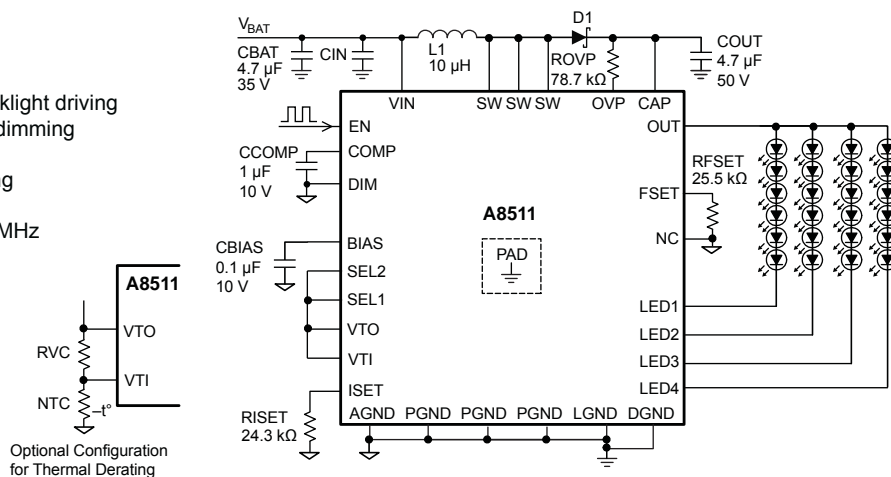 klight driving
dimming
g
MHz
V_BAT
CBAT
4.7 µF
35 V
CIN
L1
10 µH
D1
ROVP
78.7 kΩ
COUT
4.7 µF
50 V
VIN
SW SW SW
OVP
CAP
EN
OUT
CCOMP
1 µF
10 V
COMP
DIM
RFSET
25.5 kΩ
FSET
A8511
NC
CBIAS
0.1 µF
10 V
BIAS
PAD
SEL2
SEL1
VTO
VTI
LED1
LED2
LED3
LED4
ISET
RISET
24.3 kΩ
AGND PGND PGND PGND LGND DGND
A8511
VTO
RVC
VTI
NTC
–t°
Optional Configuration
for Thermal Derating